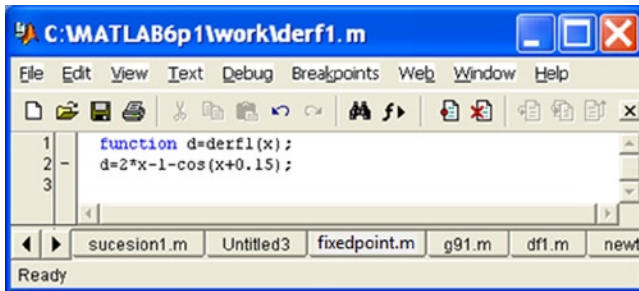 C:\MATLAB6p1\work\derf1.m
File Edit View Text Debug Breakpoints Web Window Help
1 function d=derf1(x);
2 - d=2*x-1-cos(x+0.15);
3
sucesion1.m Untitled3 fixedpoint.m g91.m df1.m newt
Ready